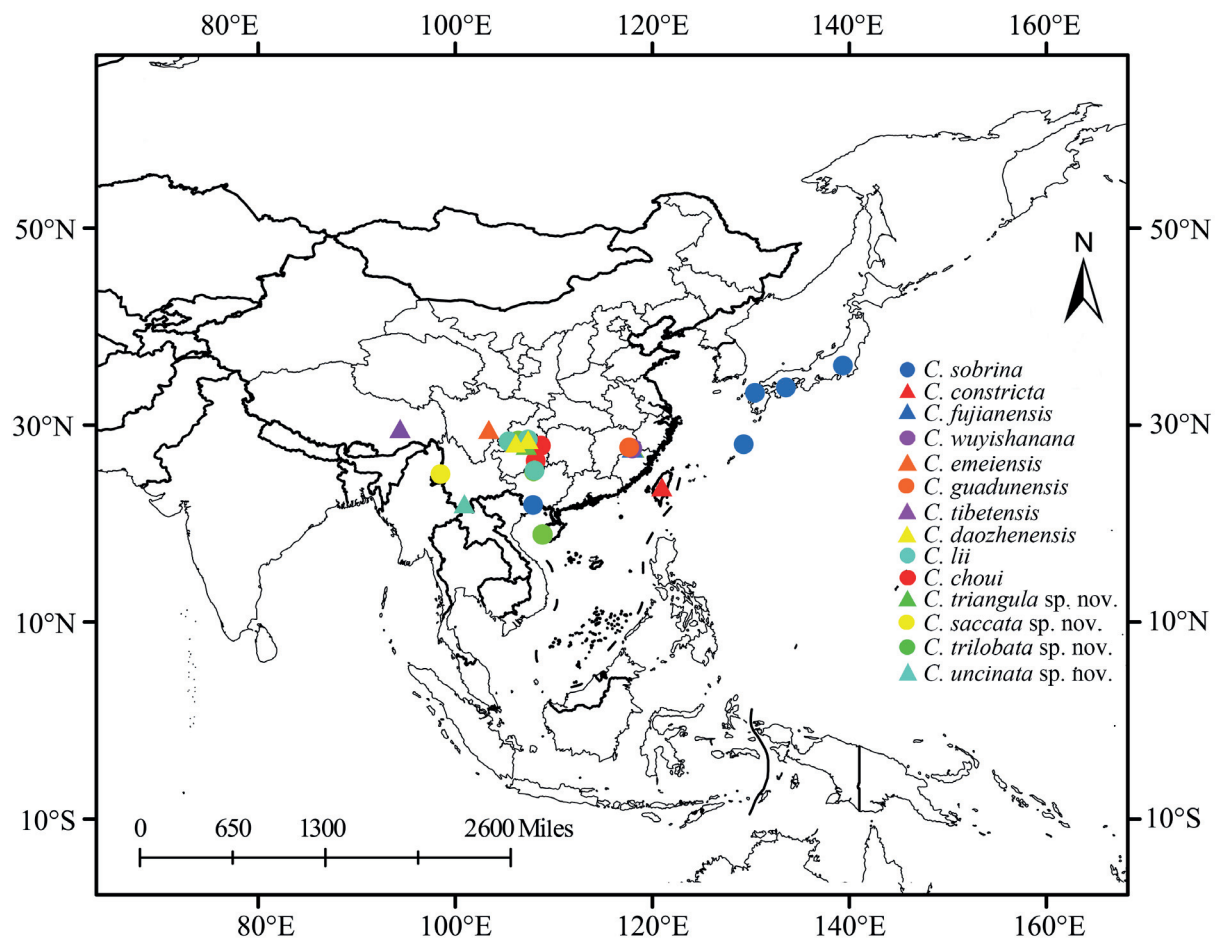 80°E 100°E 120°E 140°E 160°E
50°N 50°N
N
30°N 30°N
C. sobrina
C. constricta
C. fujianensis
C. wuyishanana
C. emeiensis
C. guadunensis
C. tibetensis
C. daozhenensis
C. lii
C. choui
C. triangula sp. nov.
C. saccata sp. nov.
C. trilobata sp. nov.
C. uncinata sp. nov.
10°N 10°N
10°S 10°S
0 650 1300 2600 Miles
80°E 100°E 120°E 140°E 160°E